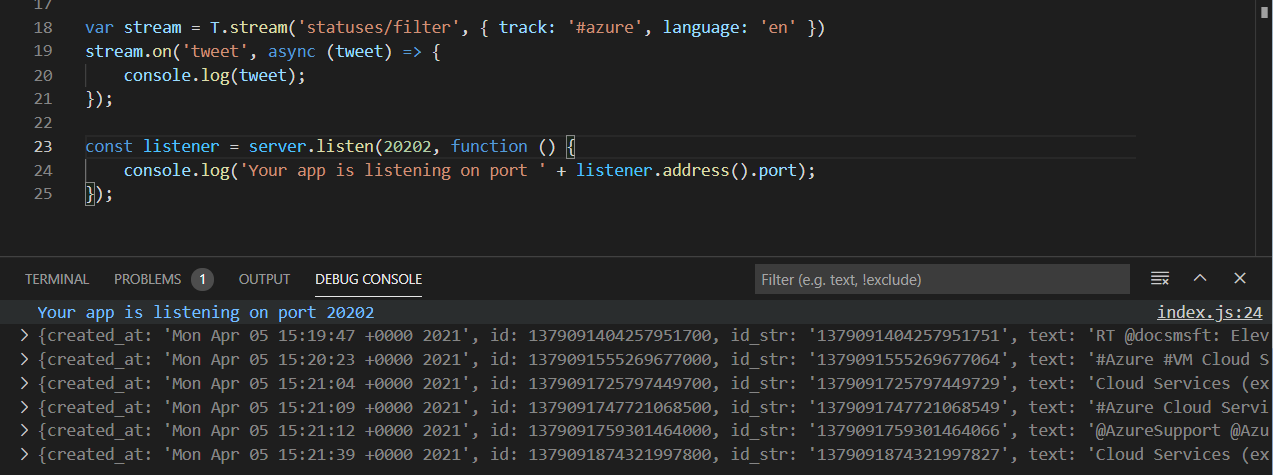 17
18 var stream = T.stream('statuses/filter', { track: '#azure', language: 'en' })
19 stream.on('tweet', async (tweet) => {
20 console.log(tweet);
21 });
22
23 const listener = server.listen(20202, function () {
24 console.log('Your app is listening on port ' + listener.address().port);
25 });
TERMINAL PROBLEMS 1 OUTPUT DEBUG CONSOLE Filter (e.g. text, !exclude)
Your app is listening on port 20202 index.js:24
> {created_at: 'Mon Apr 05 15:19:47 +0000 2021', id: 1379091404257951700, id_str: '1379091404257951751', text: 'RT @docsmsft: Elev
> {created_at: 'Mon Apr 05 15:20:23 +0000 2021', id: 1379091555269677000, id_str: '1379091555269677064', text: '#Azure #VM Cloud S
> {created_at: 'Mon Apr 05 15:21:04 +0000 2021', id: 1379091725797449700, id_str: '1379091725797449729', text: 'Cloud Services (ex
> {created_at: 'Mon Apr 05 15:21:09 +0000 2021', id: 1379091747721068500, id_str: '1379091747721068549', text: '#Azure Cloud Servi
> {created_at: 'Mon Apr 05 15:21:12 +0000 2021', id: 1379091759301464000, id_str: '1379091759301464066', text: '@AzureSupport @Azu
> {created_at: 'Mon Apr 05 15:21:39 +0000 2021', id: 1379091874321997800, id_str: '1379091874321997827', text: 'Cloud Services (ex